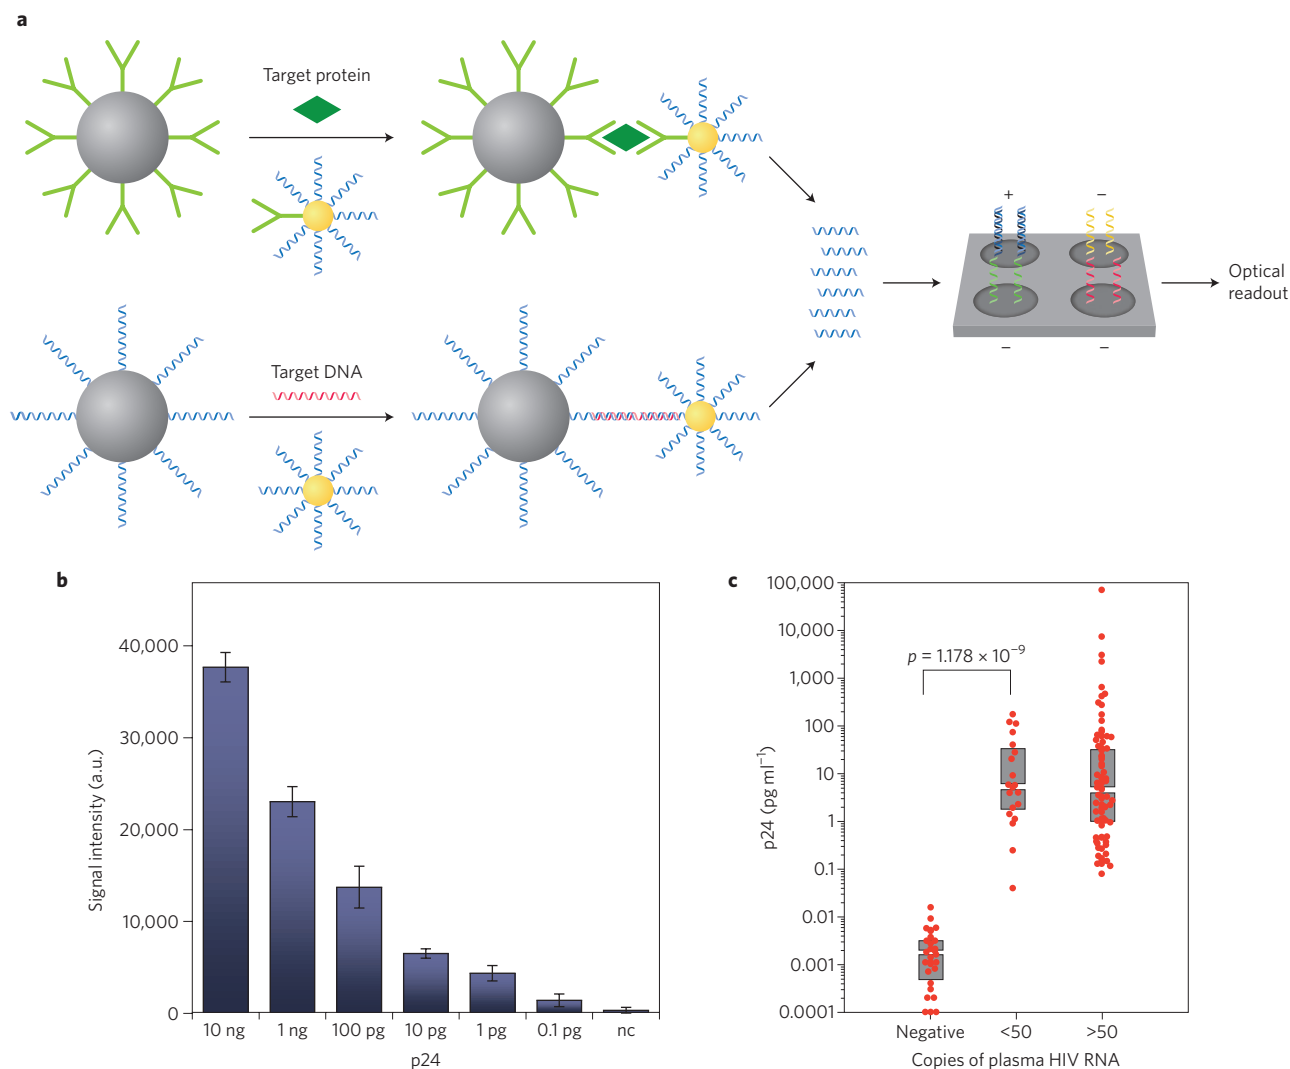 a
Target protein
+ −
Optical
readout
− −
Target DNA
b
40,000
30,000
20,000
10,000
0
Signal intensity (a.u.)
10 ng 1 ng 100 pg 10 pg 1 pg 0.1 pg nc
p24
c
100,000
10,000
1,000
100
10
1
0.1
0.01
0.001
0.0001
p24 (pg ml⁻¹)
p = 1.178 × 10⁻⁹
Negative <50 >50
Copies of plasma HIV RNA